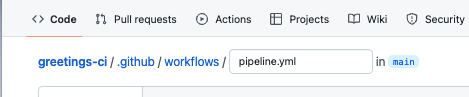 Code Pull requests Actions Projects Wiki Security
greetings-ci / .github / workflows / pipeline.yml in main